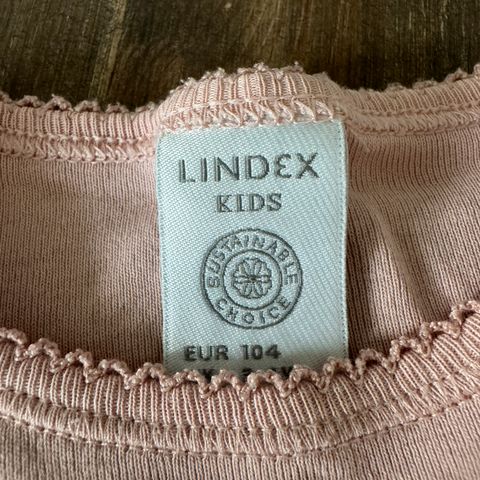 LINDEX
KIDS
SUSTAINABLE
CHOICE
EUR 104